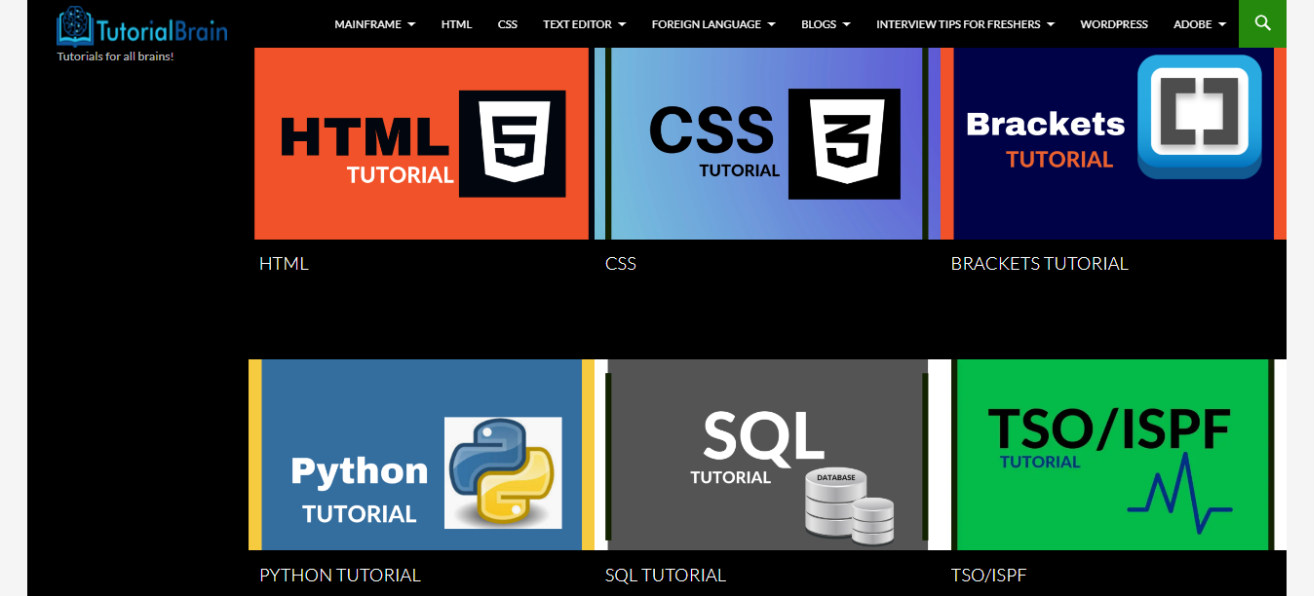 TutorialBrain
Tutorials for all brains!
MAINFRAME HTML CSS TEXT EDITOR FOREIGN LANGUAGE BLOGS INTERVIEW TIPS FOR FRESHERS WORDPRESS ADOBE
HTML
TUTORIAL
5
CSS
TUTORIAL
3
Brackets
TUTORIAL
HTML
CSS
BRACKETS TUTORIAL
Python
TUTORIAL
SQL
TUTORIAL
DATABASE
TSO/ISPF
TUTORIAL
PYTHON TUTORIAL
SQL TUTORIAL
TSO/ISPF